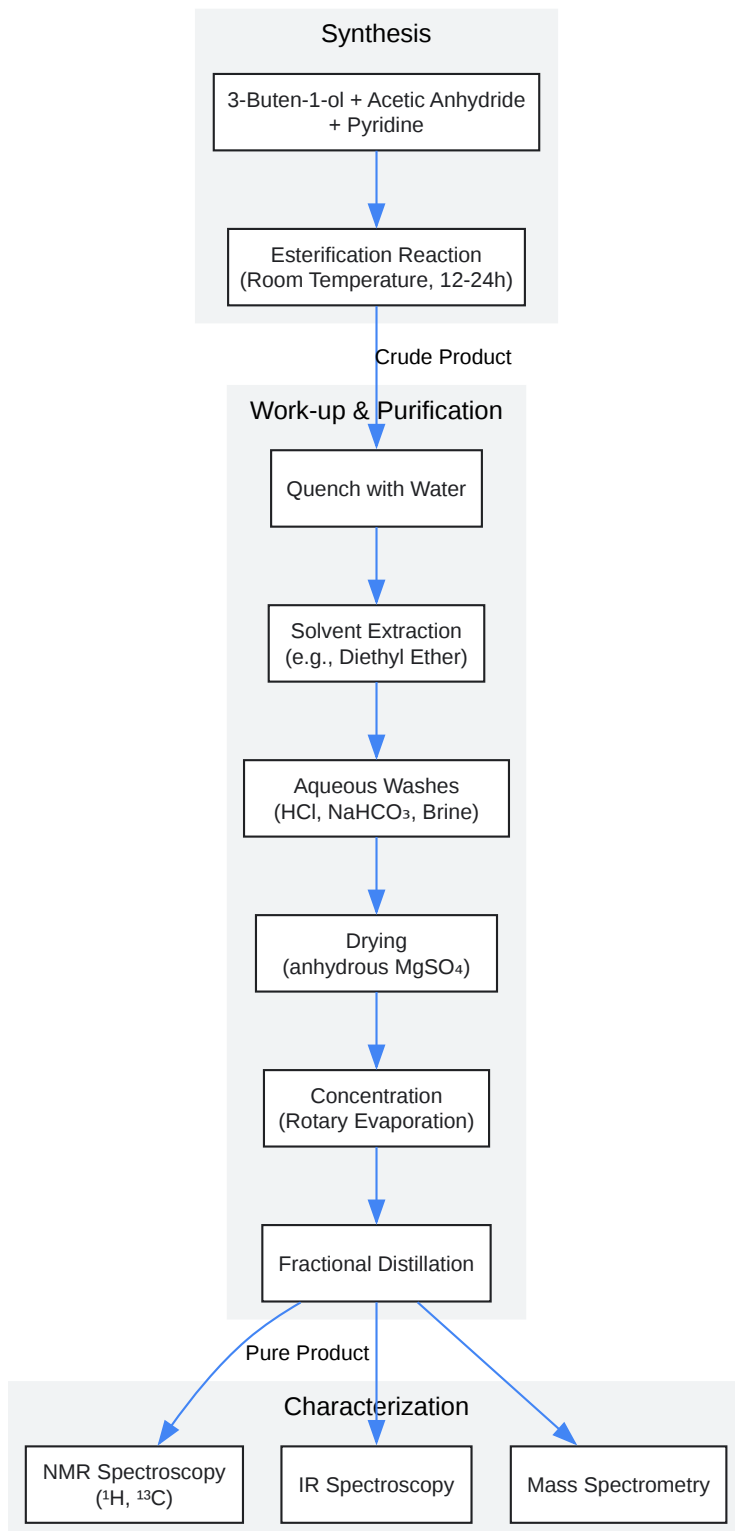 Synthesis
3-Buten-1-ol + Acetic Anhydride
+ Pyridine
Esterification Reaction
(Room Temperature, 12-24h)
Crude Product
Work-up & Purification
Quench with Water
Solvent Extraction
(e.g., Diethyl Ether)
Aqueous Washes
(HCl, NaHCO₃, Brine)
Drying
(anhydrous MgSO₄)
Concentration
(Rotary Evaporation)
Fractional Distillation
Pure Product
Characterization
NMR Spectroscopy
(¹H, ¹³C)
IR Spectroscopy
Mass Spectrometry